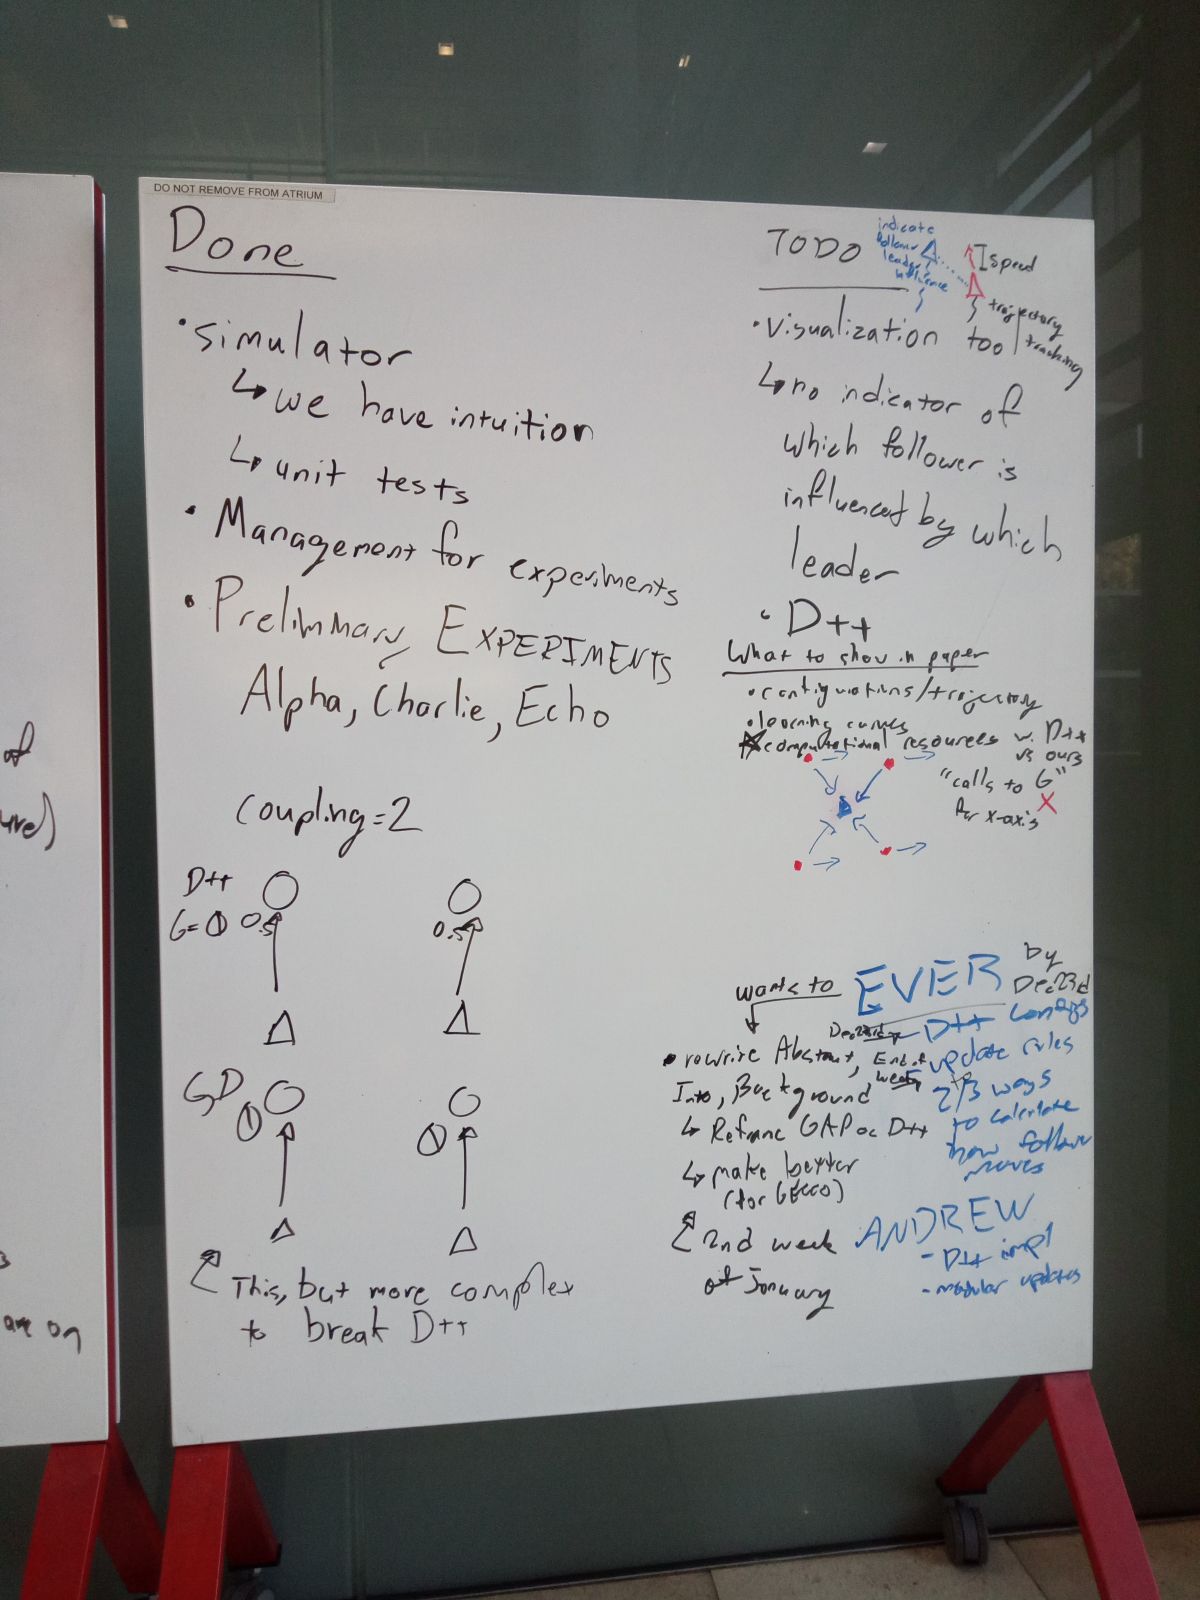 DO NOT REMOVE FROM ATRIUM
Done
• simulator
↳ we have intuition
↳ unit tests
• Management for experiments
• Preliminary EXPERIMENTS
Alpha, Charlie, Echo
coupling=2
D++
G=① 0.5
0.5
GD
①
①
This, but more complex
to break D++
TODO
indicate
follower
leader
influence
speed
trajectory
tracking
• visualization tool
↳ no indicator of
which follower is
influenced by which
leader
• D++
What to show in paper
• configurations/trajectory
• learning curves
computational resources w. D++
vs ours
"calls to G"
for x-axis
wants to
EVER
by
Dec 23rd
Dec 23rd
D++ configs
• rewrite Abstract,
End of
week
Intro, Background
↳ Reframe GAP as D++
↳ make better
(for GECCO)
2nd week
of January
update rules
2/3 ways
to calculate
how follower
moves
ANDREW
- D++ impl
- modular updates
of
are on